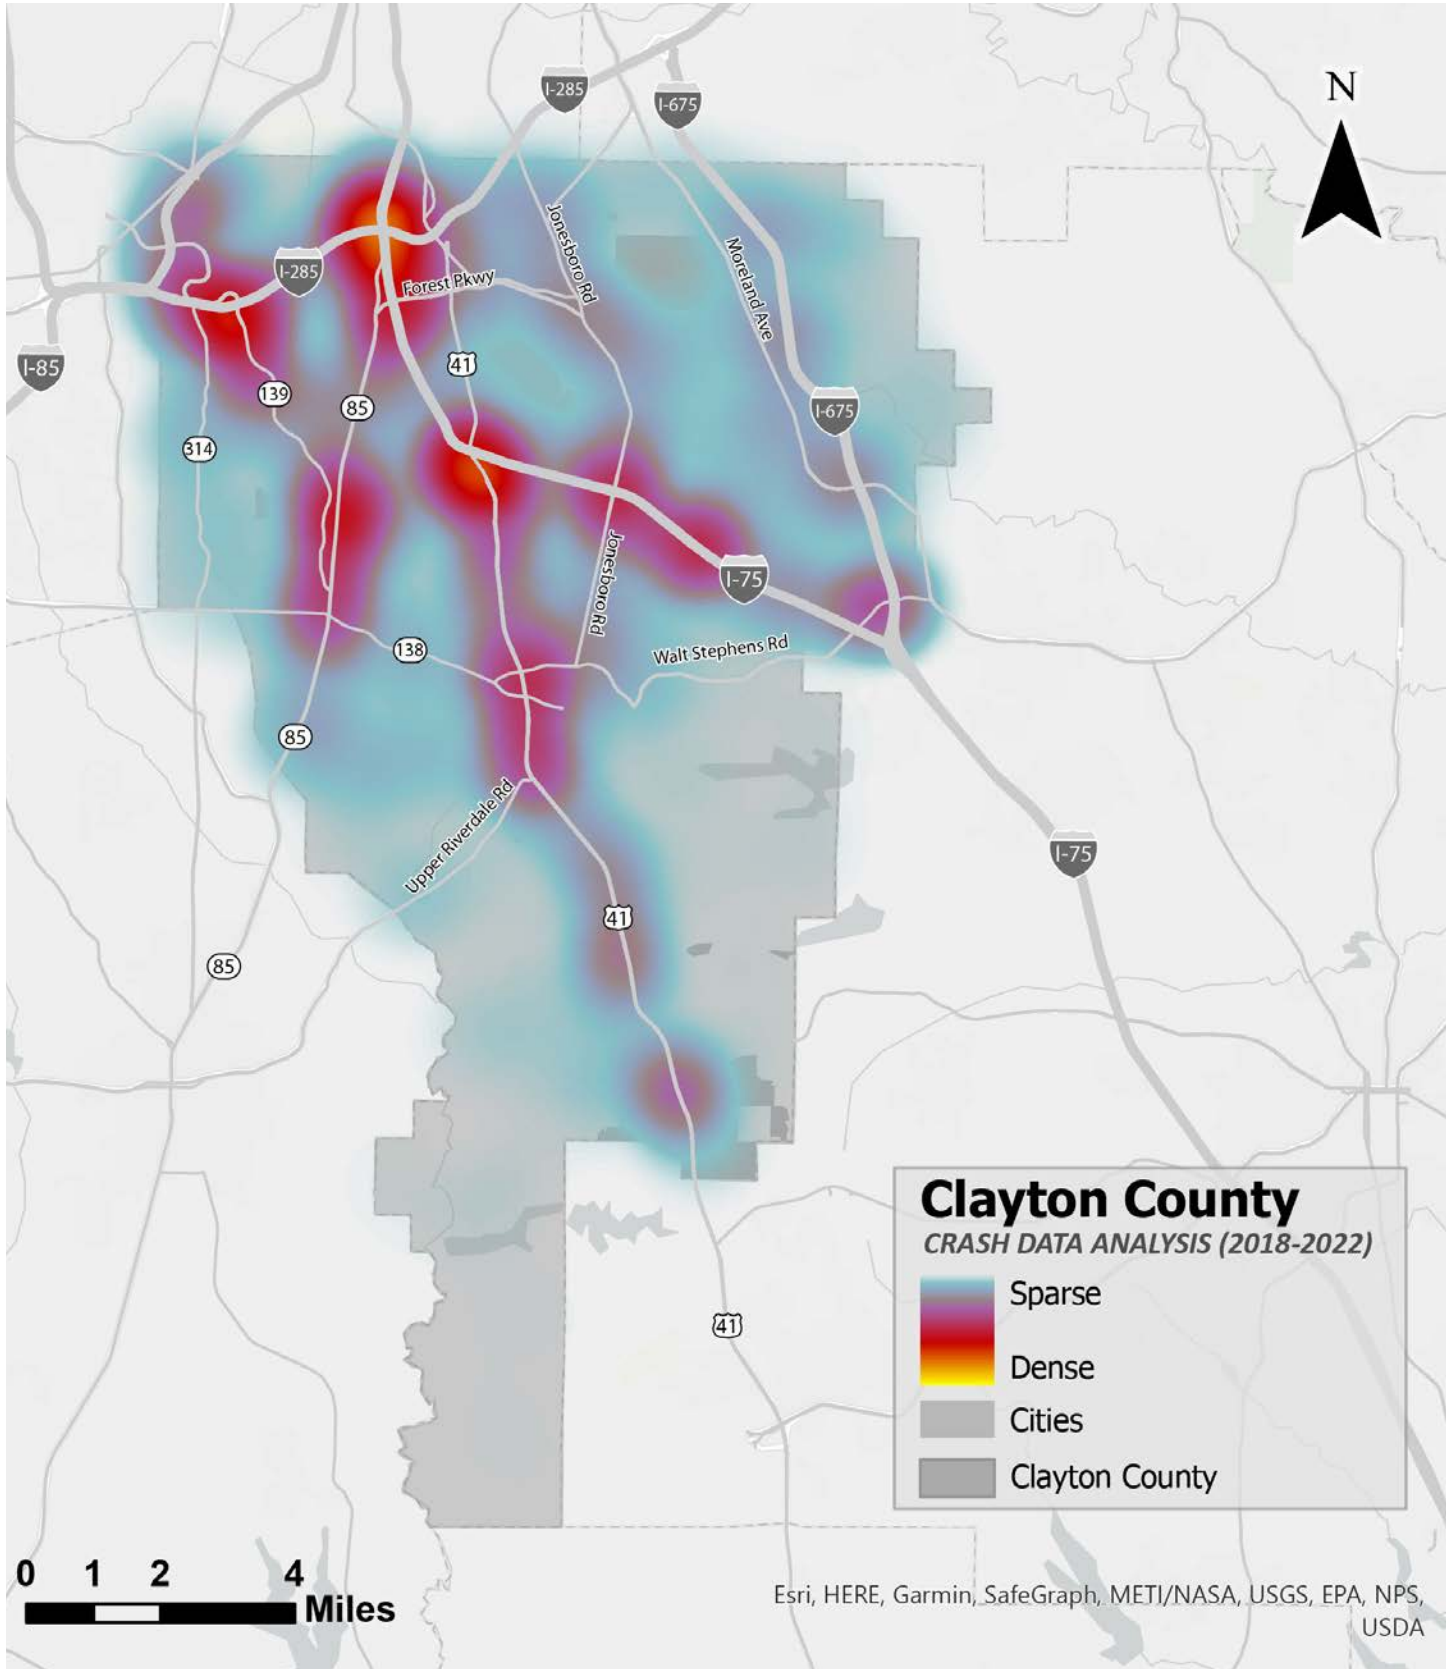 I-285
I-675
N
Jonesboro Rd
Moreland Ave
I-285
Forest Pkwy
I-85
41
139
85
I-675
314
Jonesboro Rd
I-75
138
Walt Stephens Rd
85
Upper Riverdale Rd
I-75
41
85
Clayton County
CRASH DATA ANALYSIS (2018-2022)
Sparse
Dense
Cities
Clayton County
41
0 1 2 4
Miles
Esri, HERE, Garmin, SafeGraph, METI/NASA, USGS, EPA, NPS,
USDA